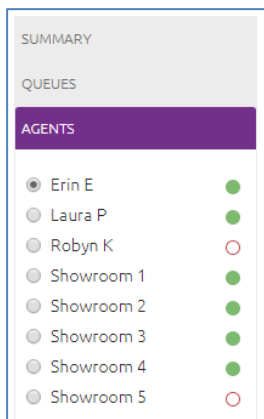 SUMMARY
QUEUES
AGENTS
Erin E
Laura P
Robyn K
Showroom 1
Showroom 2
Showroom 3
Showroom 4
Showroom 5